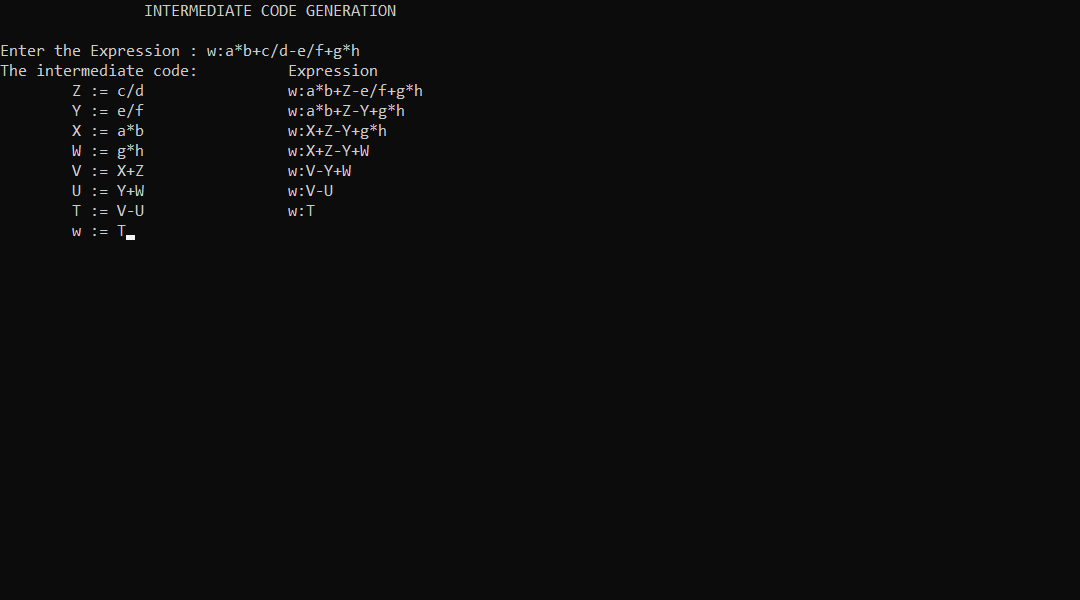 INTERMEDIATE CODE GENERATION
Enter the Expression : w:a*b+c/d-e/f+g*h
The intermediate code: Expression
Z := c/d w:a*b+Z-e/f+g*h
Y := e/f w:a*b+Z-Y+g*h
X := a*b w:X+Z-Y+g*h
W := g*h w:X+Z-Y+W
V := X+Z w:V-Y+W
U := Y+W w:V-U
T := V-U w:T
w := T